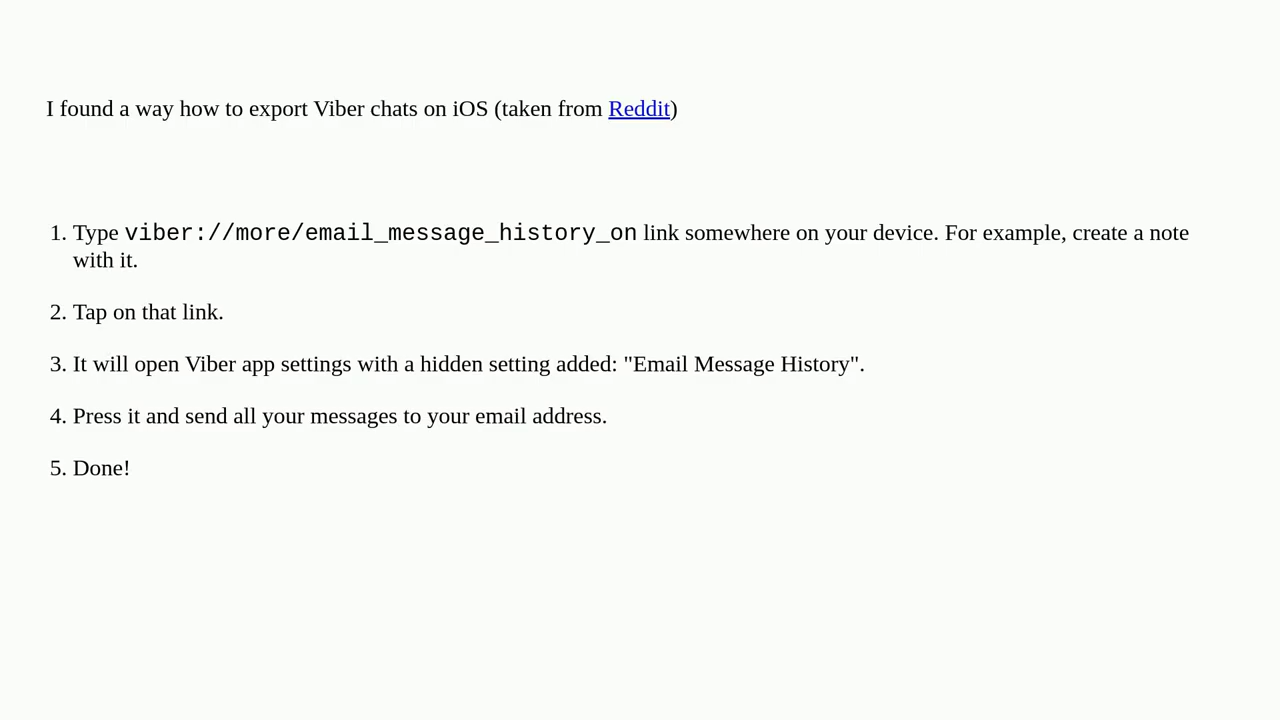 I found a way how to export Viber chats on iOS (taken from Reddit)
1. Type viber://more/email_message_history_on link somewhere on your device. For example, create a note
with it.
2. Tap on that link.
3. It will open Viber app settings with a hidden setting added: "Email Message History".
4. Press it and send all your messages to your email address.
5. Done!